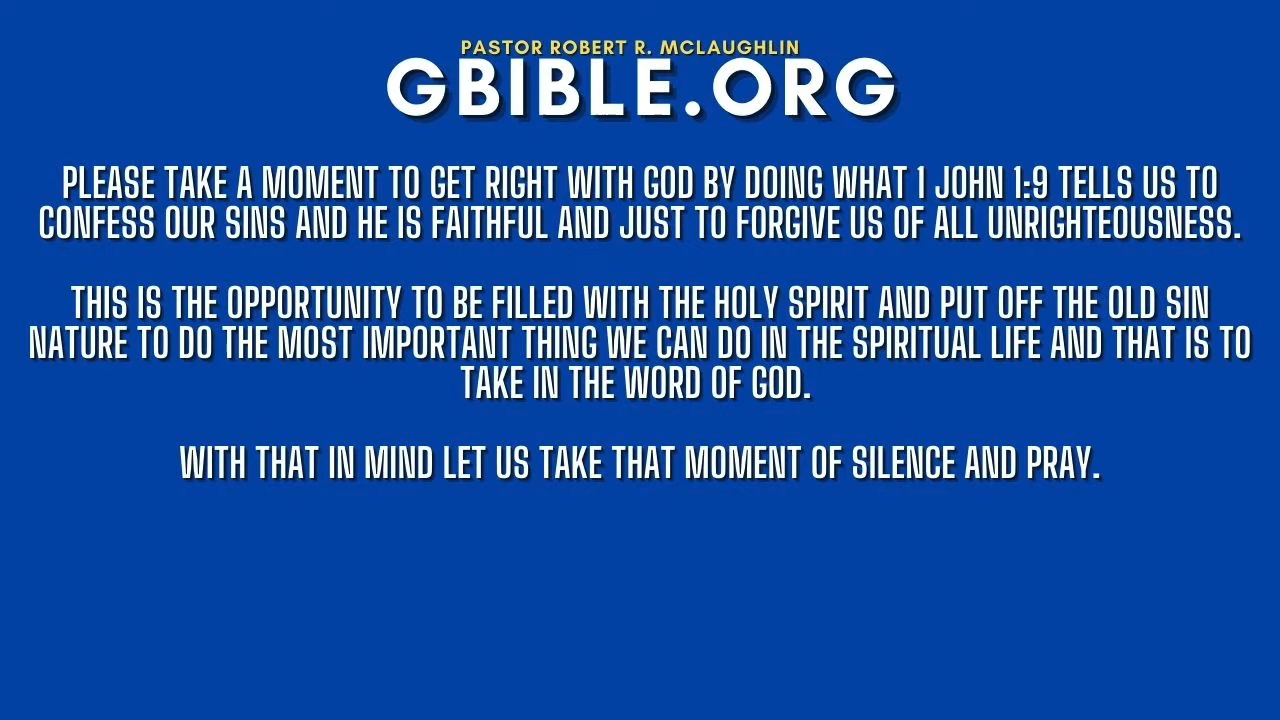 PASTOR ROBERT R. MCLAUGHLIN
GBIBLE.ORG
PLEASE TAKE A MOMENT TO GET RIGHT WITH GOD BY DOING WHAT 1 JOHN 1:9 TELLS US TO
CONFESS OUR SINS AND HE IS FAITHFUL AND JUST TO FORGIVE US OF ALL UNRIGHTEOUSNESS.
THIS IS THE OPPORTUNITY TO BE FILLED WITH THE HOLY SPIRIT AND PUT OFF THE OLD SIN
NATURE TO DO THE MOST IMPORTANT THING WE CAN DO IN THE SPIRITUAL LIFE AND THAT IS TO
TAKE IN THE WORD OF GOD.
WITH THAT IN MIND LET US TAKE THAT MOMENT OF SILENCE AND PRAY.